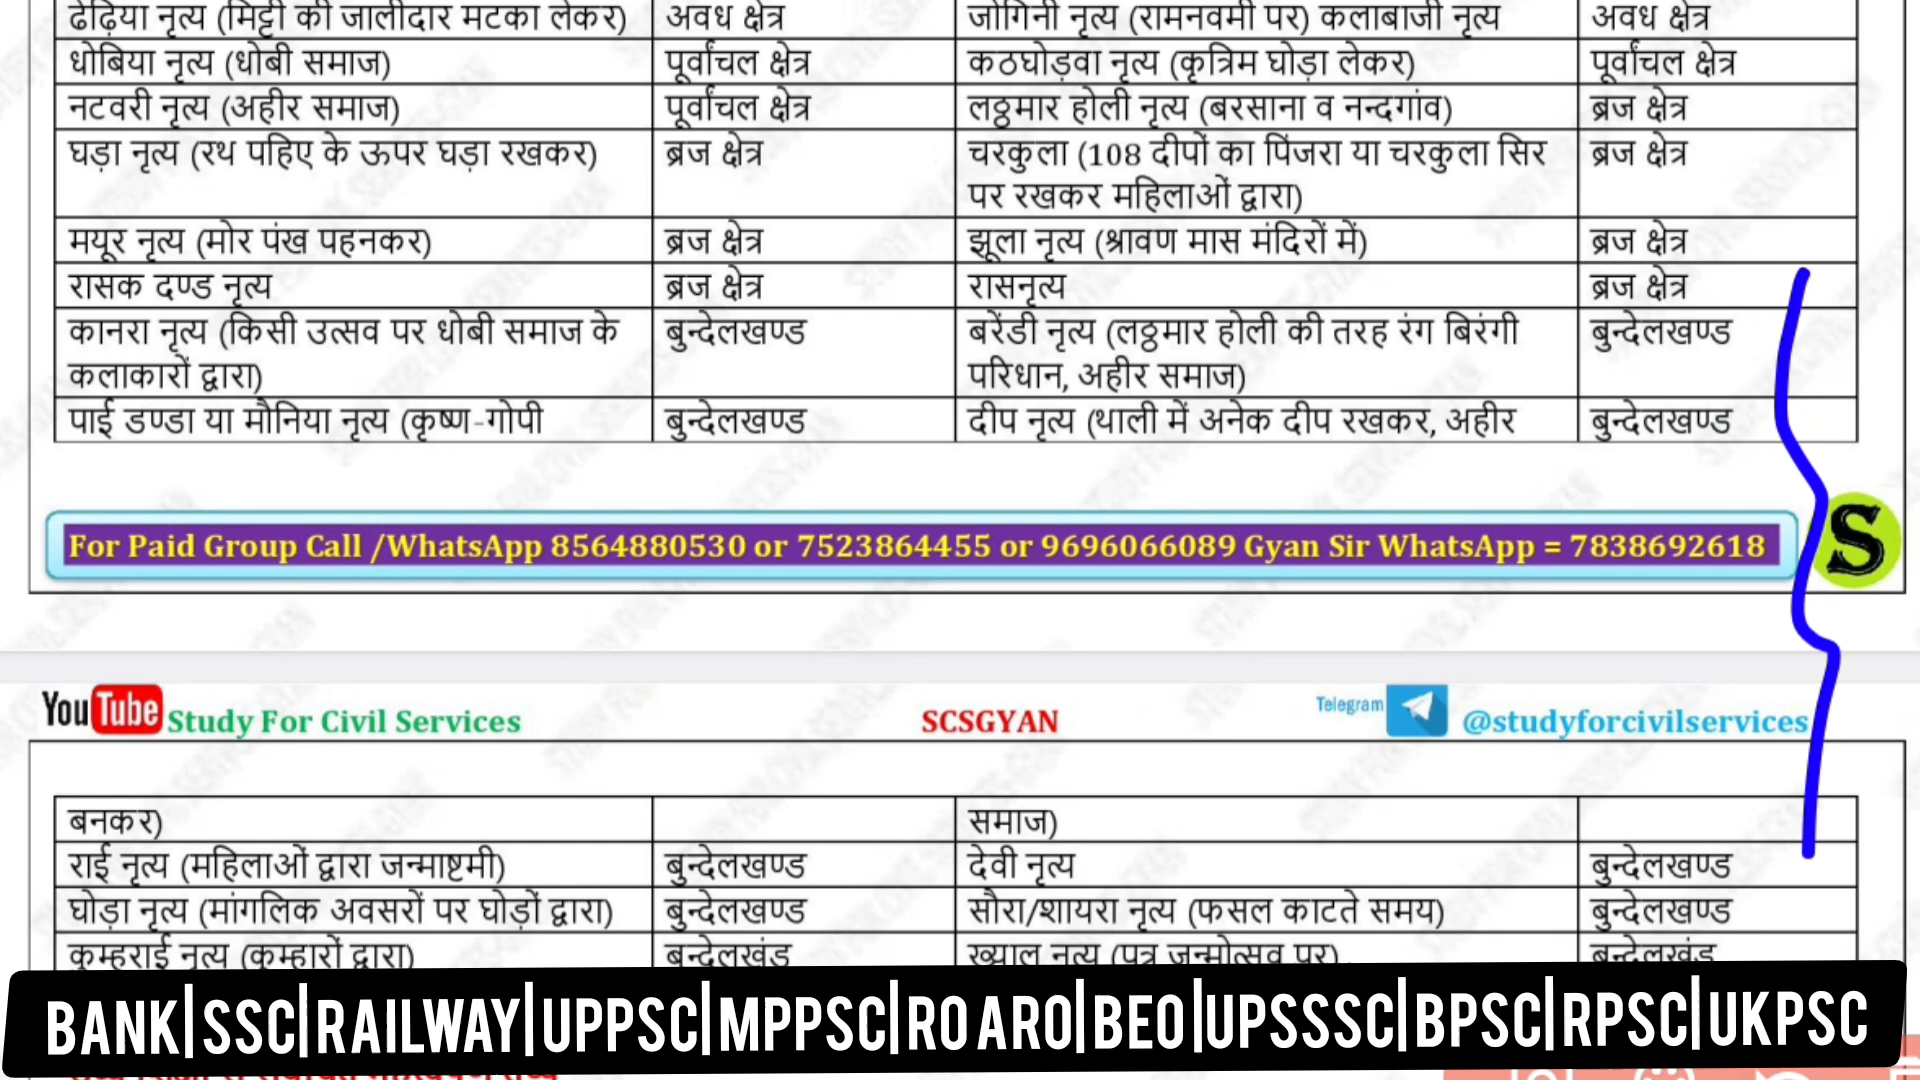 ढेढ़िया नृत्य (मिट्टी की जालीदार मटका लेकर) अवध क्षेत्र जोगिनी नृत्य (रामनवमी पर) कलाबाजी नृत्य अवध क्षेत्र
धोबिया नृत्य (धोबी समाज) पूर्वांचल क्षेत्र कठघोड़वा नृत्य (कृत्रिम घोड़ा लेकर) पूर्वांचल क्षेत्र
नटवरी नृत्य (अहीर समाज) पूर्वांचल क्षेत्र लठ्ठमार होली नृत्य (बरसाना व नन्दगांव) ब्रज क्षेत्र
घड़ा नृत्य (रथ पहिए के ऊपर घड़ा रखकर) ब्रज क्षेत्र चरकुला (108 दीपों का पिंजरा या चरकुला सिर ब्रज क्षेत्र
पर रखकर महिलाओं द्वारा)
मयूर नृत्य (मोर पंख पहनकर) ब्रज क्षेत्र झूला नृत्य (श्रावण मास मंदिरों में) ब्रज क्षेत्र
रासक दण्ड नृत्य ब्रज क्षेत्र रासनृत्य ब्रज क्षेत्र
कानरा नृत्य (किसी उत्सव पर धोबी समाज के बुन्देलखण्ड बरेंडी नृत्य (लठ्ठमार होली की तरह रंग बिरंगी बुन्देलखण्ड
कलाकारों द्वारा) परिधान, अहीर समाज)
पाई डण्डा या मौनिया नृत्य (कृष्ण-गोपी बुन्देलखण्ड दीप नृत्य (थाली में अनेक दीप रखकर, अहीर बुन्देलखण्ड
For Paid Group Call /WhatsApp 8564880530 or 7523864455 or 9696066089 Gyan Sir WhatsApp = 7838692618
S
YouTube Study For Civil Services SCSGYAN Telegram @studyforcivilservices
बनकर) समाज)
राई नृत्य (महिलाओं द्वारा जन्माष्टमी) बुन्देलखण्ड देवी नृत्य बुन्देलखण्ड
घोड़ा नृत्य (मांगलिक अवसरों पर घोड़ों द्वारा) बुन्देलखण्ड सौरा/शायरा नृत्य (फसल काटते समय) बुन्देलखण्ड
कुम्हराई नृत्य (कुम्हारों द्वारा) बुन्देलखंड ख्याल नृत्य (पुत्र जन्मोत्सव पर) बुन्देलखंड
BANK|SSC|RAILWAY|UPPSC|MPPSC|RO ARO|BEO|UPSSSC|BPSC|RPSC|UKPSC